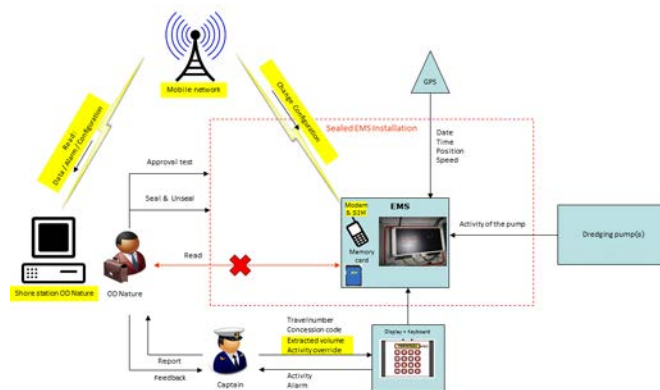 Mobile network
GPS
Read :
Data / Alarm / Configuration
Change Configuration
Sealed EMS Installation
Date
Time
Position
Speed
Approval test
Seal & Unseal
Modem
& SIM
EMS
Memory
card
Activity of the pump
Dredging pump(s)
Read
Shore station OD Nature
OD Nature
Travelnumber
Concession code
Extracted volume
Activity override
Display + Keyboard
Report
Feedback
Captain
Activity
Alarm